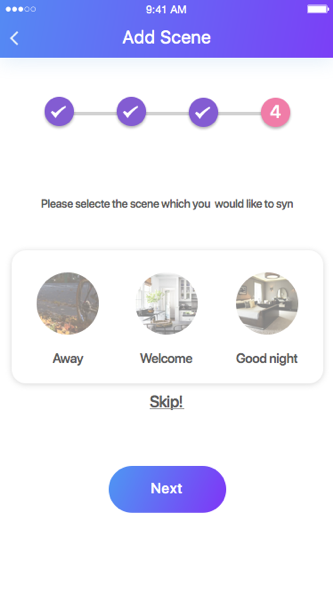 9:41 AM
Add Scene
4
Please selecte the scene which you would like to syn
Away Welcome Good night
Skip!
Next